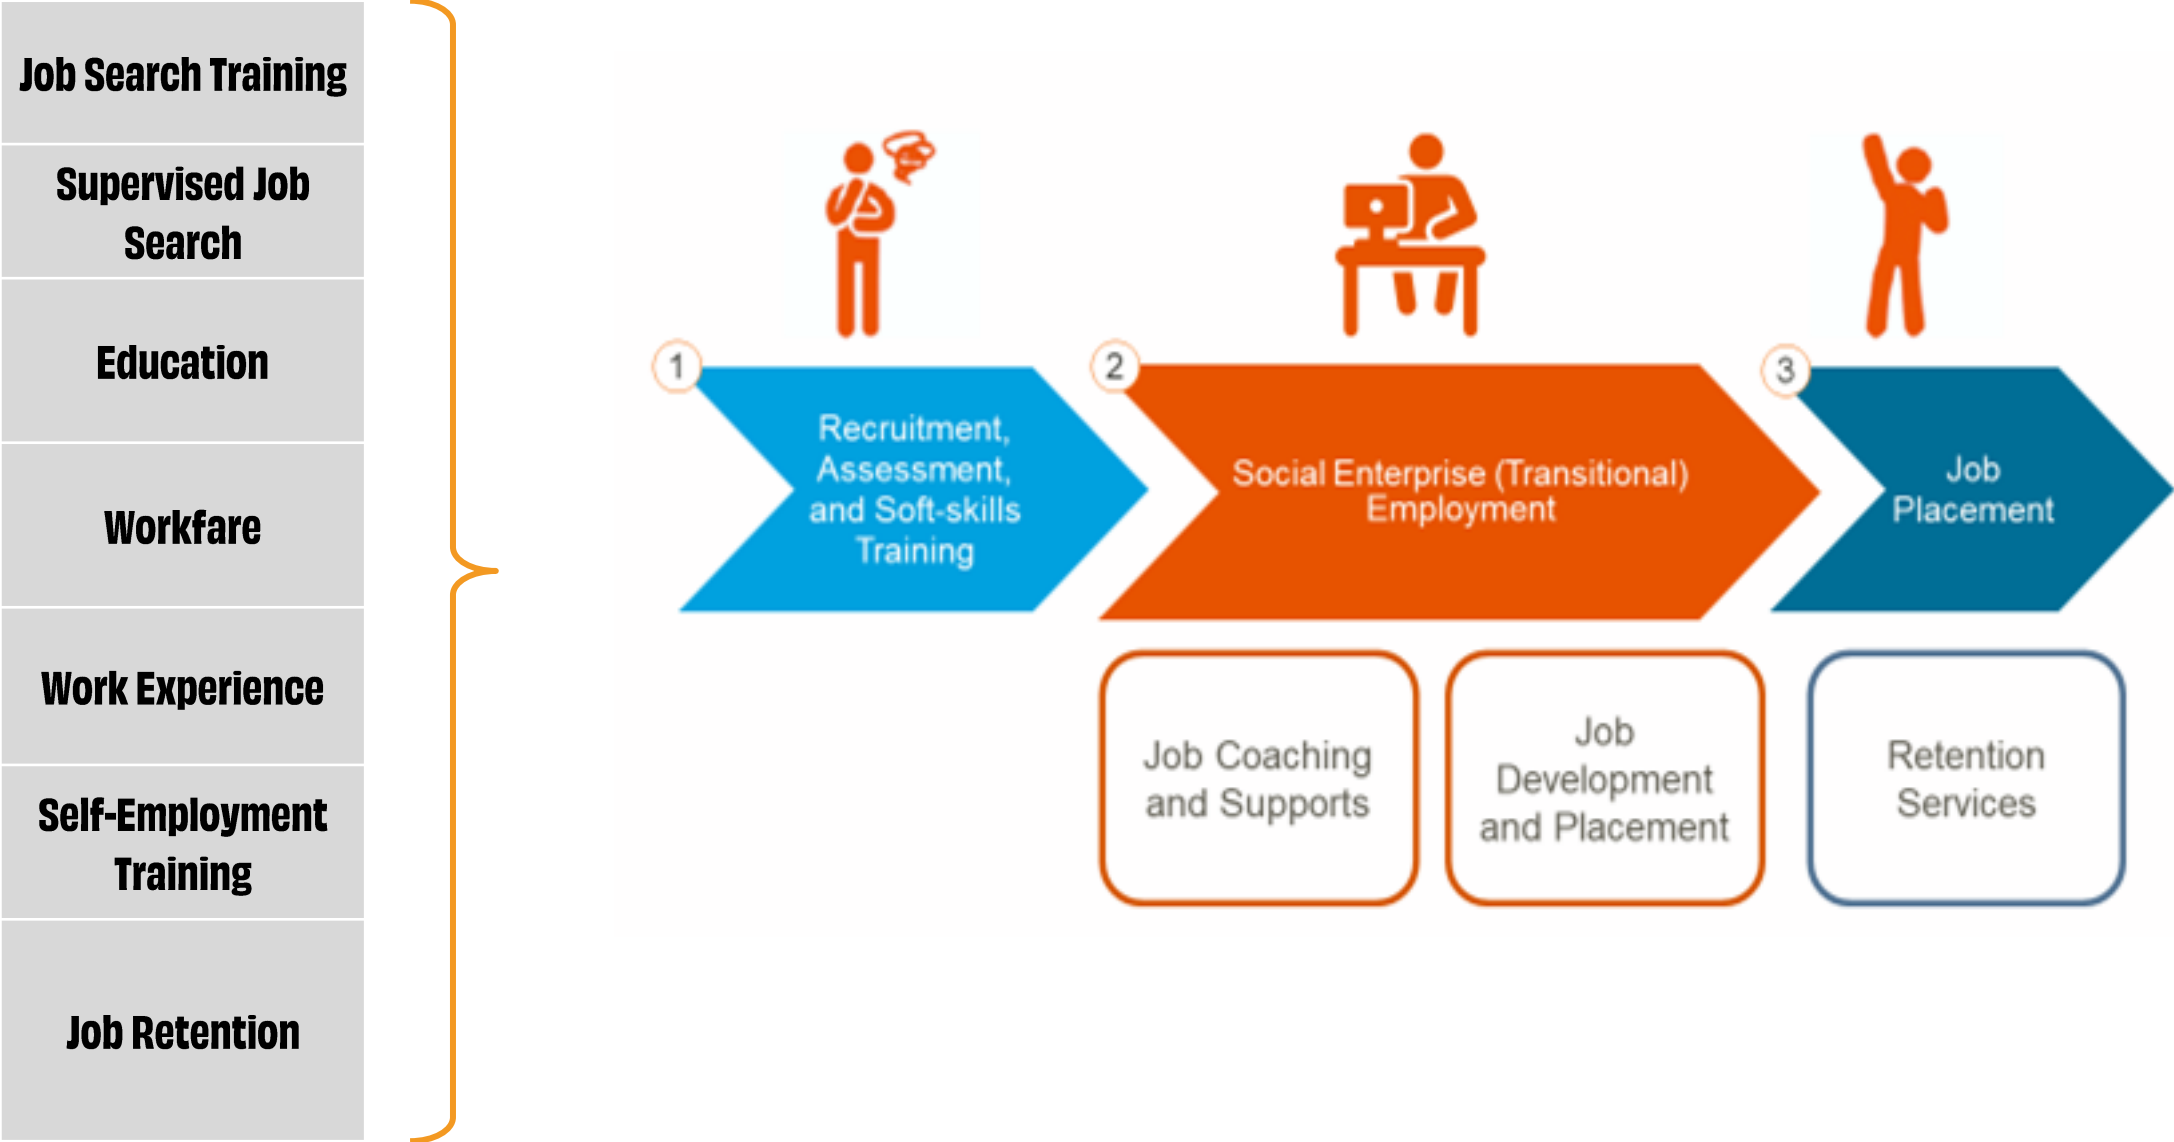 Job Search Training
Supervised Job
Search
Education
Workfare
Work Experience
Self-Employment
Training
Job Retention
1
Recruitment,
Assessment,
and Soft-skills
Training
2
Social Enterprise (Transitional)
Employment
3
Job
Placement
Job Coaching
and Supports
Job
Development
and Placement
Retention
Services